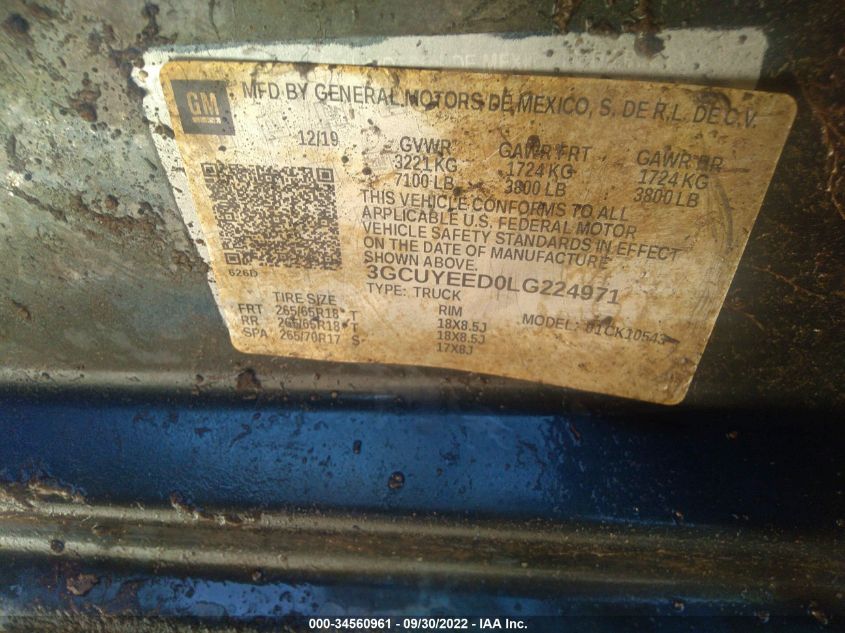 GM
MFD. BY GENERAL MOTORS DE MEXICO, S. DE R.L. DE C.V.
12/19
GVWR GAWR FRT GAWR RR
3221 KG 1724 KG 1724 KG
7100 LB 3800 LB 3800 LB
THIS VEHICLE CONFORMS TO ALL
APPLICABLE U.S. FEDERAL MOTOR
VEHICLE SAFETY STANDARDS IN EFFECT
ON THE DATE OF MANUFACTURE
SHOWN ABOVE.
626D
3GCUYEED0LG224971
TYPE: TRUCK
TIRE SIZE RIM MODEL: 81CK10543
FRT 265/65R18 T 18X8.5J
RR 265/65R18 T 18X8.5J
SPA 265/70R17 S 17X8J
000-34560961 - 09/30/2022 - IAA Inc.